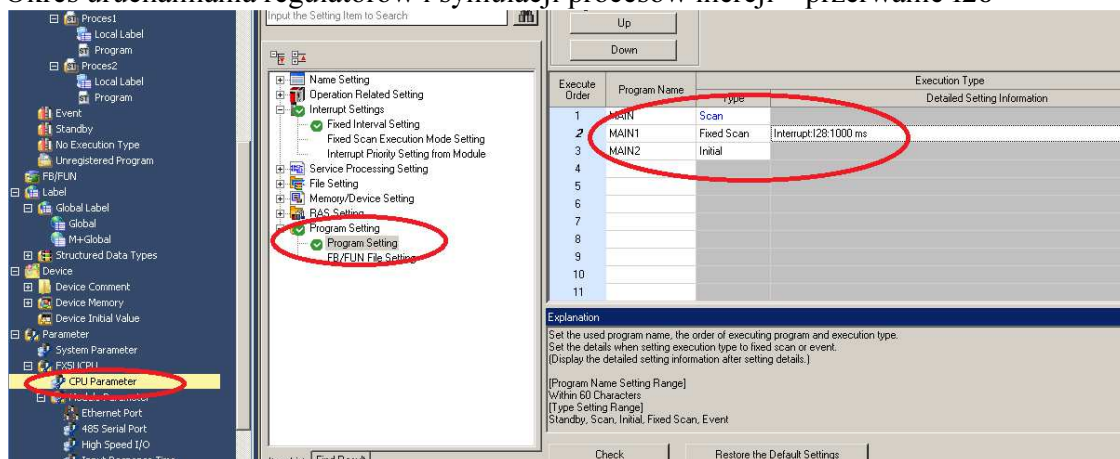 Okres uruchamiania regulatorów i symulacji procesów inercji – przerwanie I28
Proces1
Local Label
Program
Proces2
Local Label
Program
Event
Standby
No Execution Type
Unregistered Program
FB/FUN
Label
Global Label
Global
M+Global
Structured Data Types
Device
Device Comment
Device Memory
Device Initial Value
Parameter
System Parameter
FX5UCPU
CPU Parameter
Module Parameter
Ethernet Port
485 Serial Port
High Speed I/O
Input Response Time
Input the Setting Item to Search
Name Setting
Operation Related Setting
Interrupt Settings
Fixed Interval Setting
Fixed Scan Execution Mode Setting
Interrupt Priority Setting from Module
Service Processing Setting
File Setting
Memory/Device Setting
RAS Setting
Program Setting
Program Setting
FB/FUN File Setting
Find Result
Up
Down
Execute Order Program Name Execution Type
Type Detailed Setting Information
1 MAIN Scan
2 MAIN1 Fixed Scan Interrupt:I28:1000 ms
3 MAIN2 Initial
4
5
6
7
8
9
10
11
Explanation
Set the used program name, the order of executing program and execution type.
Set the details when setting execution type to fixed scan or event.
(Display the detailed setting information after setting details.)
[Program Name Setting Range]
Within 60 Characters
[Type Setting Range]
Standby, Scan, Initial, Fixed Scan, Event
Check Restore the Default Settings